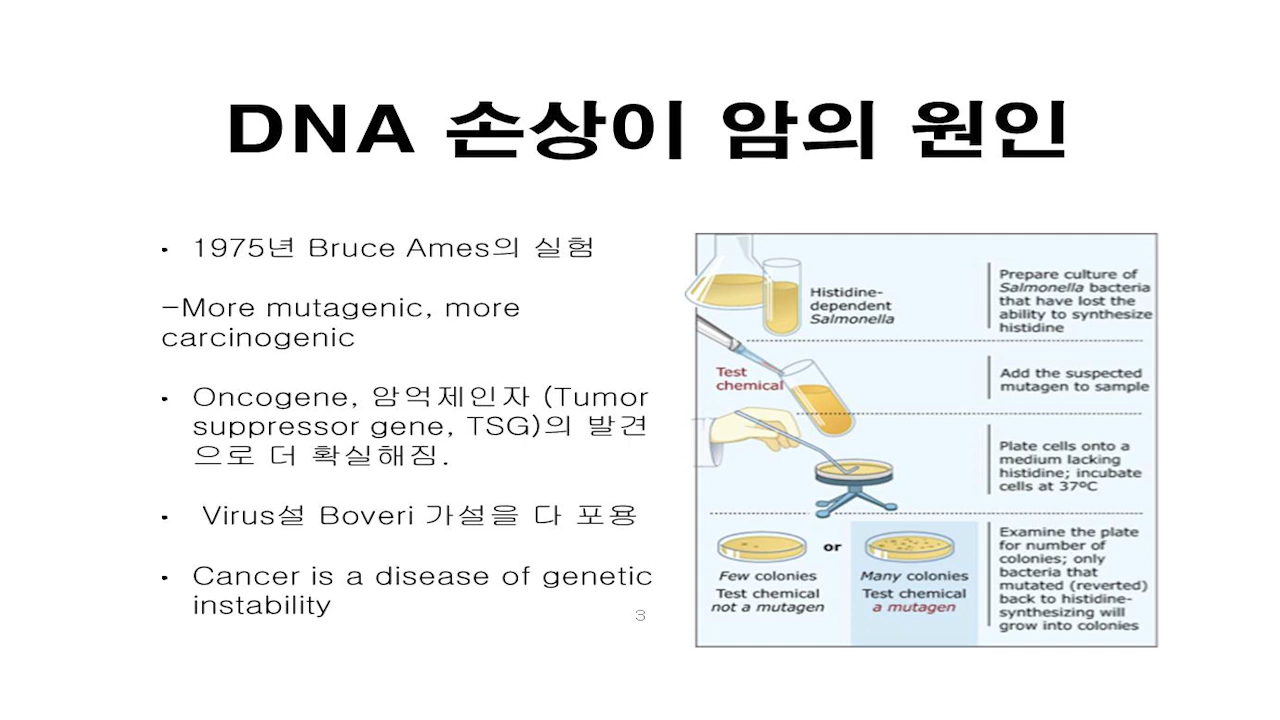 DNA 손상이 암의 원인
• 1975년 Bruce Ames의 실험
-More mutagenic, more
carcinogenic
• Oncogene, 암억제인자 (Tumor
suppressor gene, TSG)의 발견
으로 더 확실해짐.
• Virus설 Boveri 가설을 다 포용
• Cancer is a disease of genetic
instability
3
Histidine-
dependent
Salmonella
Prepare culture of
Salmonella bacteria
that have lost the
ability to synthesize
histidine
Test
chemical
Add the suspected
mutagen to sample
Plate cells onto a
medium lacking
histidine; incubate
cells at 37ºC
or
Few colonies
Test chemical
not a mutagen
Many colonies
Test chemical
a mutagen
Examine the plate
for number of
colonies; only
bacteria that
mutated (reverted)
back to histidine-
synthesizing will
grow into colonies